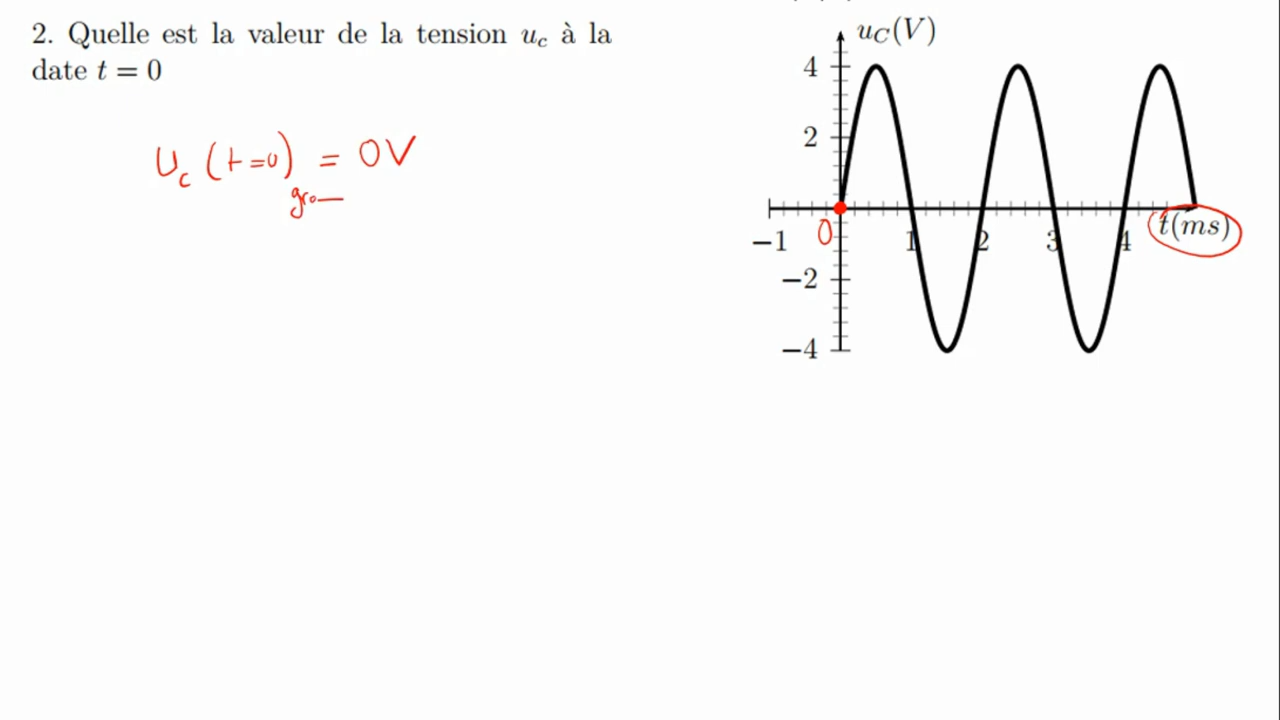 2. Quelle est la valeur de la tension u_c à la
date t = 0
U_c (t=0) = 0V
gro
u_C(V)
4
2
−1 0 1 2 3 4 t(ms)
−2
−4